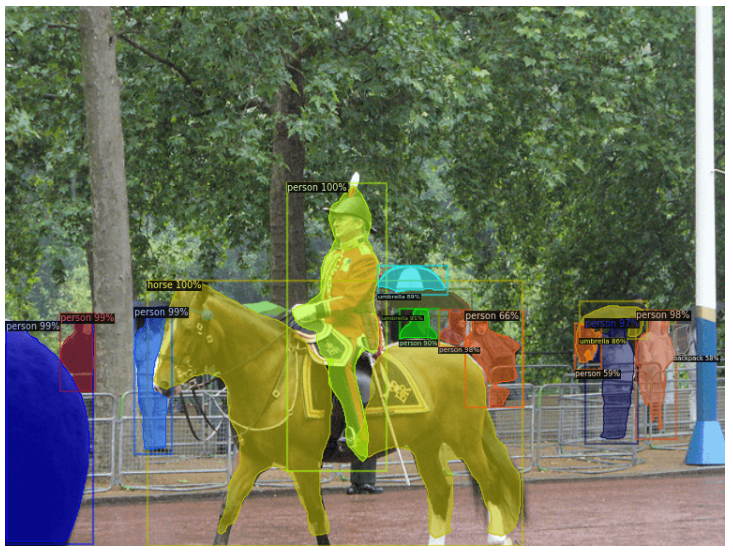 person 100%
horse 100%
umbrella 89%
person 99%
person 99%
person 99%
umbrella 91%
person 66%
person 98%
person 97%
umbrella 86%
person 90%
person 98%
backpack 58%
person 59%